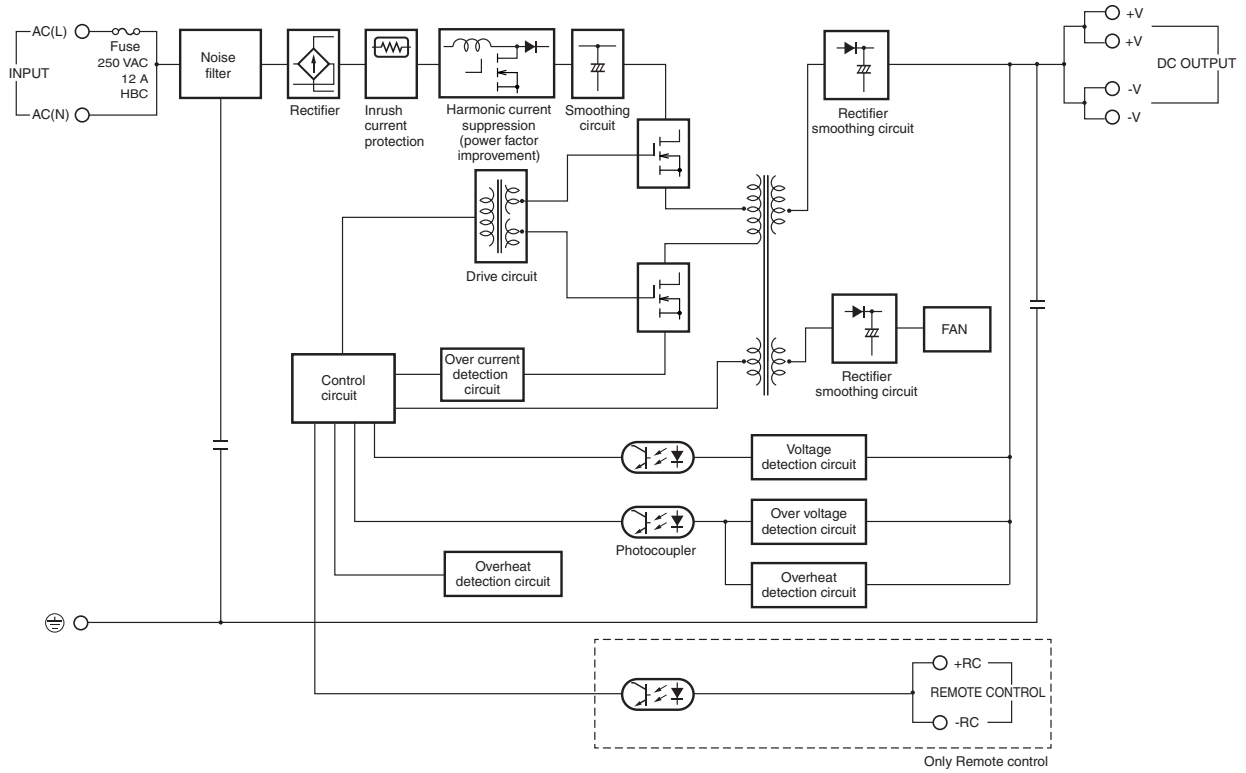 AC(L)
Fuse
250 VAC
12 A
HBC
INPUT
AC(N)
Noise
filter
Rectifier
Inrush
current
protection
Harmonic current
suppression
(power factor
improvement)
Smoothing
circuit
Rectifier
smoothing circuit
+V
+V
DC OUTPUT
-V
-V
Drive circuit
FAN
Rectifier
smoothing circuit
Control
circuit
Over current
detection
circuit
Voltage
detection circuit
Over voltage
detection circuit
Photocoupler
Overheat
detection circuit
Overheat
detection circuit
+RC
REMOTE CONTROL
-RC
Only Remote control